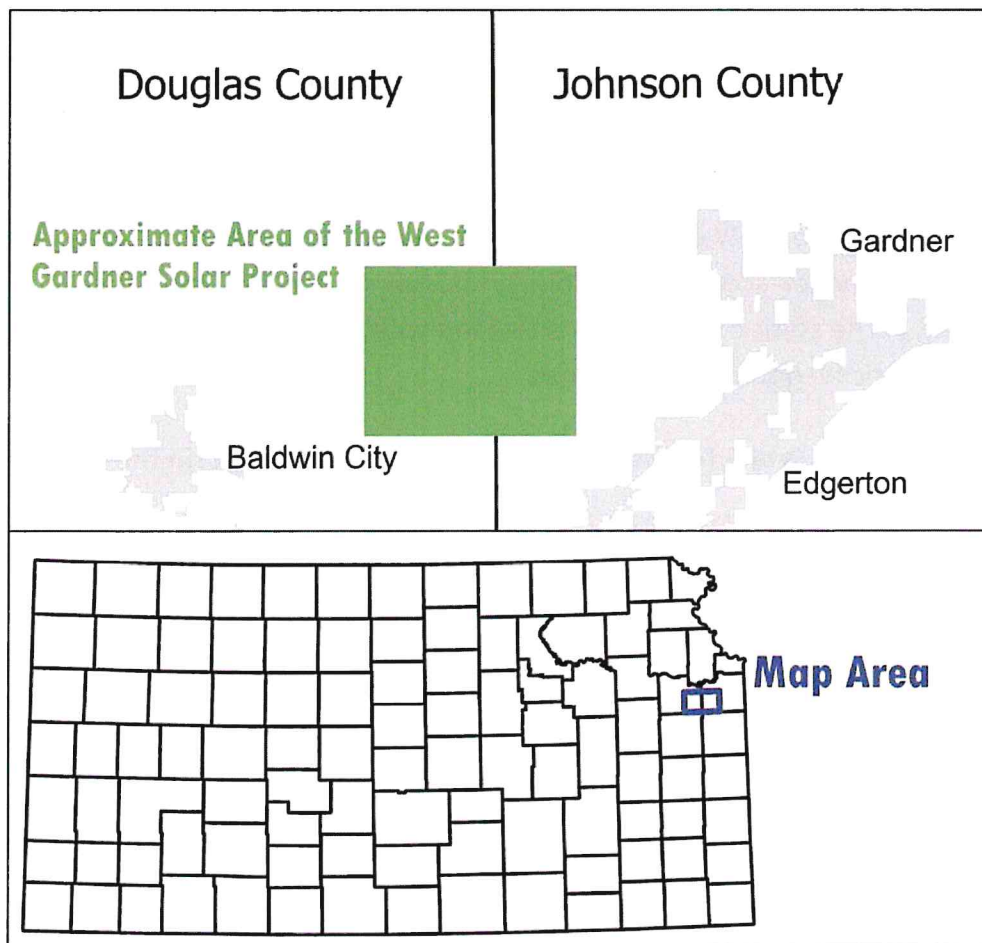 Douglas County
Johnson County
Approximate Area of the West
Gardner Solar Project
Gardner
Baldwin City
Edgerton
Map Area